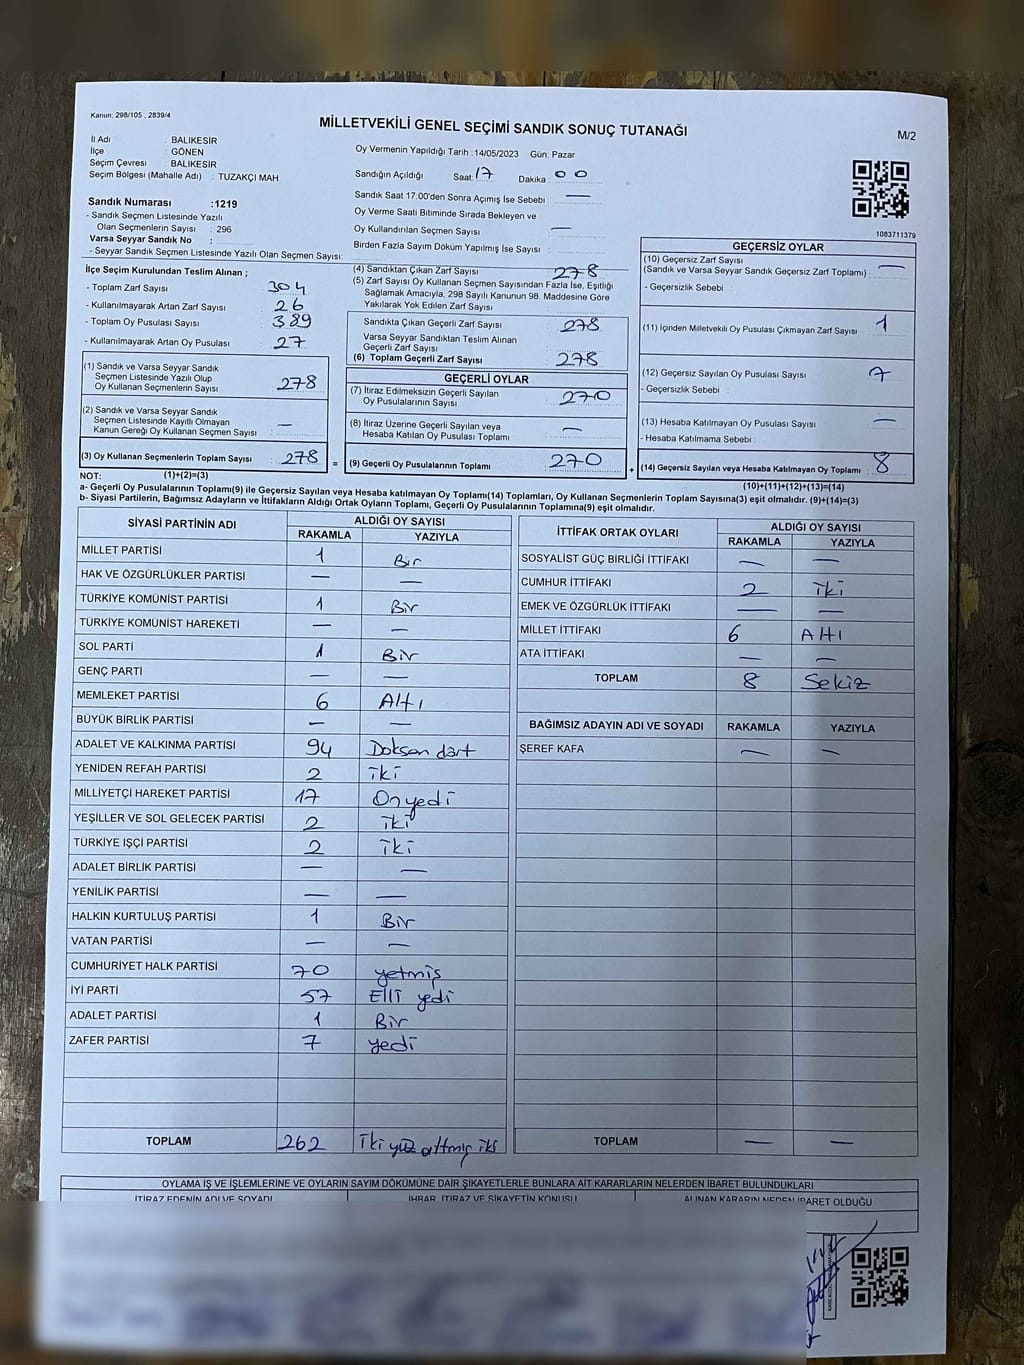 Kanun: 298/105 , 2839/4
MİLLETVEKİLİ GENEL SEÇİMİ SANDIK SONUÇ TUTANAĞI
M/2
İl Adı : BALIKESİR
İlçe : GÖNEN
Seçim Çevresi : BALIKESİR
Seçim Bölgesi (Mahalle Adı) : TUZAKÇI MAH
Oy Vermenin Yapıldığı Tarih :14/05/2023 Gün: Pazar
Sandığın Açıldığı Saat: 17 Dakika : 00
Sandık Saat 17:00'den Sonra Açımış İse Sebebi : —
Oy Verme Saati Bitiminde Sırada Bekleyen ve
Oy Kullandırılan Seçmen Sayısı : —
Birden Fazla Sayım Döküm Yapılmış İse Sayısı :
1083711379
Sandık Numarası :1219
- Sandık Seçmen Listesinde Yazılı
Olan Seçmenlerin Sayısı : 296
Varsa Seyyar Sandık No :
- Seyyar Sandık Seçmen Listesinde Yazılı Olan Seçmen Sayısı:
İlçe Seçim Kurulundan Teslim Alınan ;
- Toplam Zarf Sayısı : 304
- Kullanılmayarak Artan Zarf Sayısı : 26
- Toplam Oy Pusulası Sayısı : 389
- Kullanılmayarak Artan Oy Pusulası : 27
(1) Sandık ve Varsa Seyyar Sandık
Seçmen Listesinde Yazılı Olup
Oy Kullanan Seçmenlerin Sayısı : 278
(2) Sandık ve Varsa Seyyar Sandık
Seçmen Listesinde Kayıtlı Olmayan
Kanun Gereği Oy Kullanan Seçmen Sayısı : —
(3) Oy Kullanan Seçmenlerin Toplam Sayısı : 278
(1)+(2)=(3)
(4) Sandıktan Çıkan Zarf Sayısı : 278
(5) Zarf Sayısı Oy Kullanan Seçmen Sayısından Fazla İse, Eşitliği
Sağlamak Amacıyla, 298 Sayılı Kanunun 98. Maddesine Göre
Yakılarak Yok Edilen Zarf Sayısı :
Sandıkta Çıkan Geçerli Zarf Sayısı : 278
Varsa Seyyar Sandıktan Teslim Alınan
Geçerli Zarf Sayısı :
(6) Toplam Geçerli Zarf Sayısı : 278
GEÇERLİ OYLAR
(7) İtiraz Edilmeksizin Geçerli Sayılan
Oy Pusulalarının Sayısı : 270
(8) İtiraz Üzerine Geçerli Sayılan veya
Hesaba Katılan Oy Pusulası Toplamı : —
= (9) Geçerli Oy Pusulalarının Toplamı : 270 +
GEÇERSİZ OYLAR
(10) Geçersiz Zarf Sayısı
(Sandık ve Varsa Seyyar Sandık Geçersiz Zarf Toplamı) : —
- Geçersizlik Sebebi :
(11) İçinden Milletvekili Oy Pusulası Çıkmayan Zarf Sayısı : 1
(12) Geçersiz Sayılan Oy Pusulası Sayısı : 7
- Geçersizlik Sebebi :
(13) Hesaba Katılmayan Oy Pusulası Sayısı : —
- Hesaba Katılmama Sebebi :
(14) Geçersiz Sayılan veya Hesaba Katılmayan Oy Toplamı : 8
(10)+(11)+(12)+(13)=(14)
NOT:
a- Geçerli Oy Pusulalarının Toplamı(9) ile Geçersiz Sayılan veya Hesaba katılmayan Oy Toplamı(14) Toplamları, Oy Kullanan Seçmenlerin Toplam Sayısına(3) eşit olmalıdır. (9)+(14)=(3)
b- Siyasi Partilerin, Bağımsız Adayların ve İttifakların Aldığı Ortak Oyların Toplamı, Geçerli Oy Pusulalarının Toplamına(9) eşit olmalıdır.
SİYASİ PARTİNİN ADI ALDIĞI OY SAYISI
RAKAMLA YAZIYLA
MİLLET PARTİSİ 1 Bir
HAK VE ÖZGÜRLÜKLER PARTİSİ — —
TÜRKİYE KOMÜNİST PARTİSİ 1 Bir
TÜRKİYE KOMÜNİST HAREKETİ — —
SOL PARTİ 1 Bir
GENÇ PARTİ — —
MEMLEKET PARTİSİ 6 Altı
BÜYÜK BİRLİK PARTİSİ — —
ADALET VE KALKINMA PARTİSİ 94 Doksan dört
YENİDEN REFAH PARTİSİ 2 iki
MİLLİYETÇİ HAREKET PARTİSİ 17 Onyedi
YEŞİLLER VE SOL GELECEK PARTİSİ 2 iki
TÜRKİYE İŞÇİ PARTİSİ 2 iki
ADALET BİRLİK PARTİSİ — —
YENİLİK PARTİSİ — —
HALKIN KURTULUŞ PARTİSİ 1 Bir
VATAN PARTİSİ — —
CUMHURİYET HALK PARTİSİ 70 yetmiş
İYİ PARTİ 57 Elli yedi
ADALET PARTİSİ 1 Bir
ZAFER PARTİSİ 7 yedi
TOPLAM 262 İki yüz altmış iki
İTTİFAK ORTAK OYLARI ALDIĞI OY SAYISI
RAKAMLA YAZIYLA
SOSYALİST GÜÇ BİRLİĞİ İTTİFAKI — —
CUMHUR İTTİFAKI 2 iki
EMEK VE ÖZGÜRLÜK İTTİFAKI — —
MİLLET İTTİFAKI 6 Altı
ATA İTTİFAKI — —
TOPLAM 8 Sekiz
BAĞIMSIZ ADAYIN ADI VE SOYADI RAKAMLA YAZIYLA
ŞEREF KAFA — —
TOPLAM — —
OYLAMA İŞ VE İŞLEMLERİNE VE OYLARIN SAYIM DÖKÜMÜNE DAİR ŞİKAYETLERLE BUNLARA AİT KARARLARIN NELERDEN İBARET BULUNDUKLARI
İTİRAZ EDENİN ADI VE SOYADI İHBAR, İTİRAZ VE ŞİKAYETİN KONUSU ALINAN KARARIN NEDEN İBARET OLDUĞU